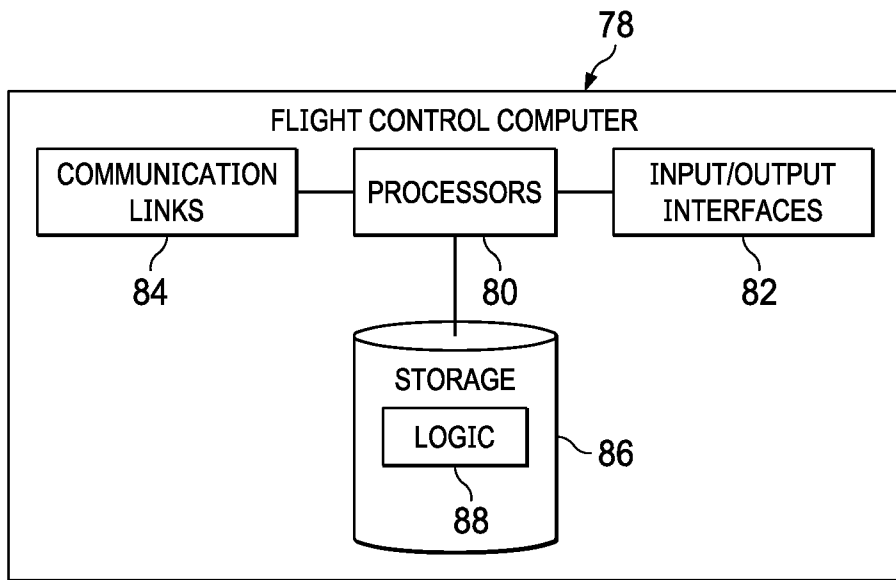 78
FLIGHT CONTROL COMPUTER
COMMUNICATION
LINKS
PROCESSORS
INPUT/OUTPUT
INTERFACES
84
80
82
STORAGE
LOGIC
86
88